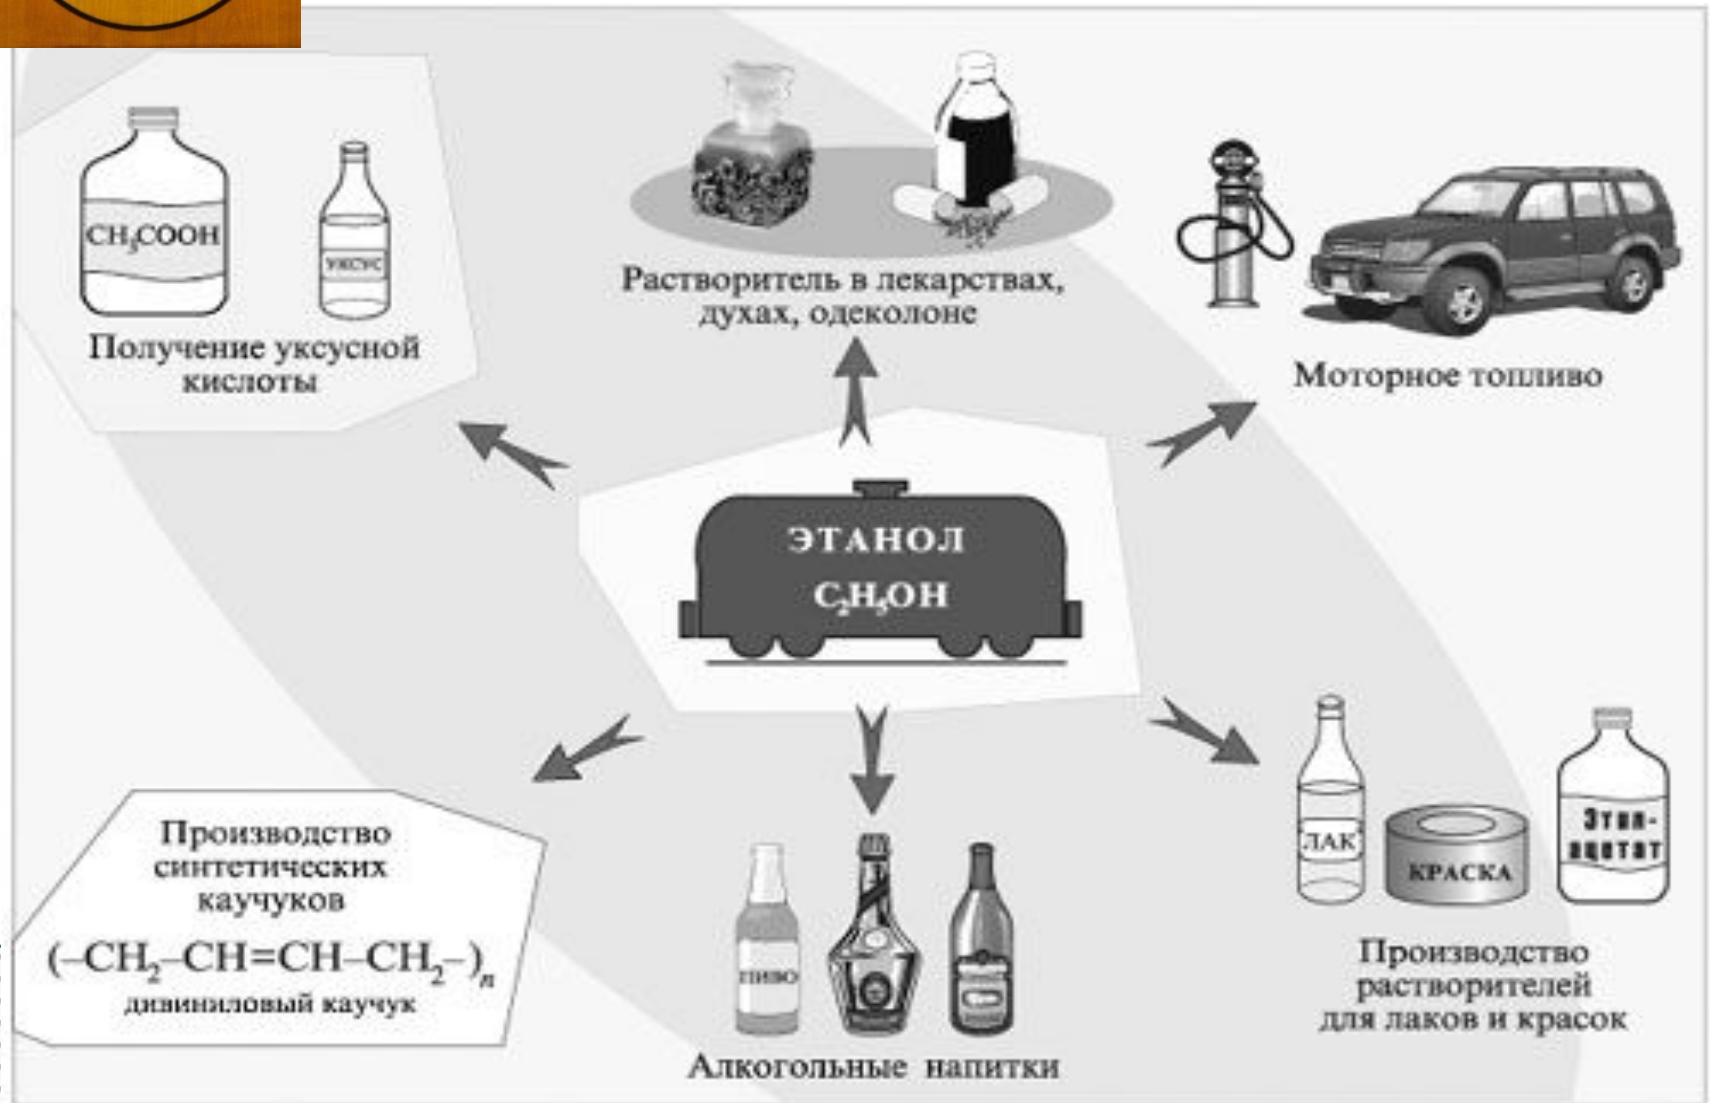 CH₃COOH
УКСУС
Получение уксусной
кислоты
Растворитель в лекарствах,
духах, одеколоне
Моторное топливо
ЭТАНОЛ
C₂H₅OH
Производство
синтетических
каучуков
(–CH₂–CH=CH–CH₂–)ₙ
дивиниловый каучук
ПИВО
Алкогольные напитки
ЛАК
КРАСКА
Этил-
ацетат
Производство
растворителей
для лаков и красок